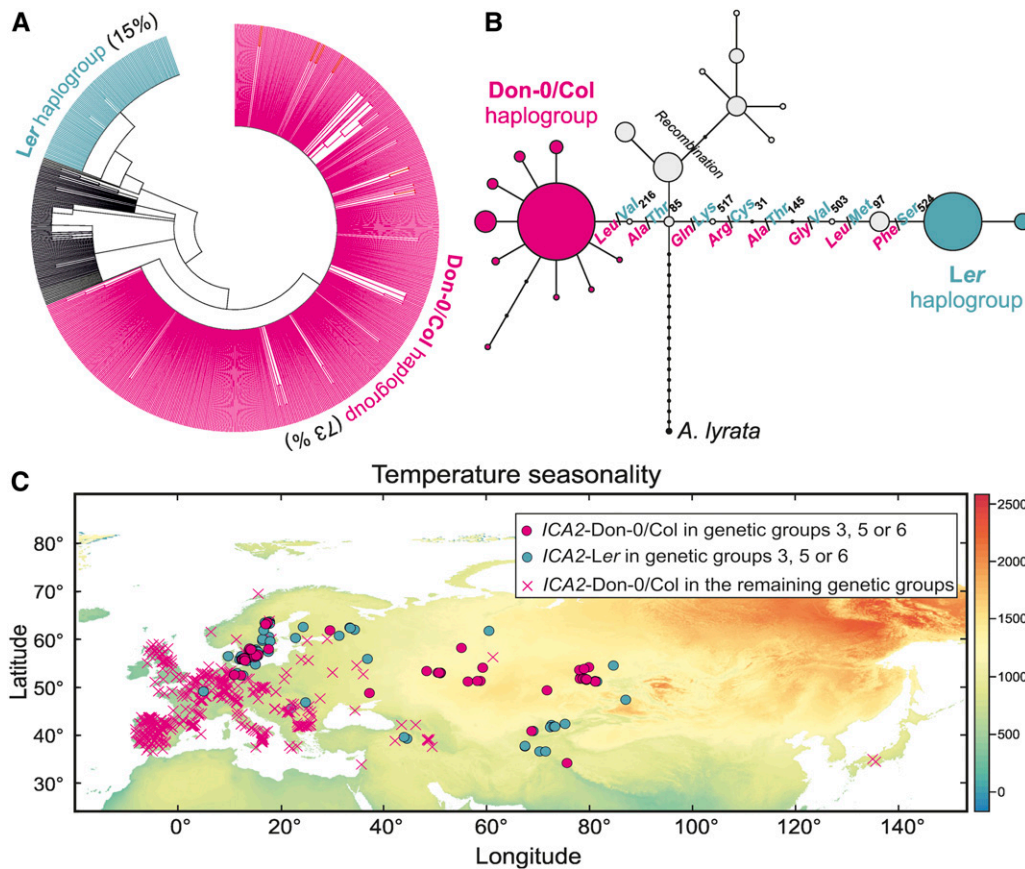 A
Ler haplogroup (15%)
Don-0/Col haplogroup (73 %)
B
Don-0/Col
haplogroup
Recombination
Leu/Val216
Ala/Thr85
Gln/Lys517
Arg/Cys31
Ala/Thr145
Gly/Val503
Leu/Met97
Phe/Ser524
Ler
haplogroup
A. lyrata
C
Temperature seasonality
ICA2-Don-0/Col in genetic groups 3, 5 or 6
ICA2-Ler in genetic groups 3, 5 or 6
ICA2-Don-0/Col in the remaining genetic groups
Latitude
80°
70°
60°
50°
40°
30°
0° 20° 40° 60° 80° 100° 120° 140°
Longitude
2500
2000
1500
1000
500
0